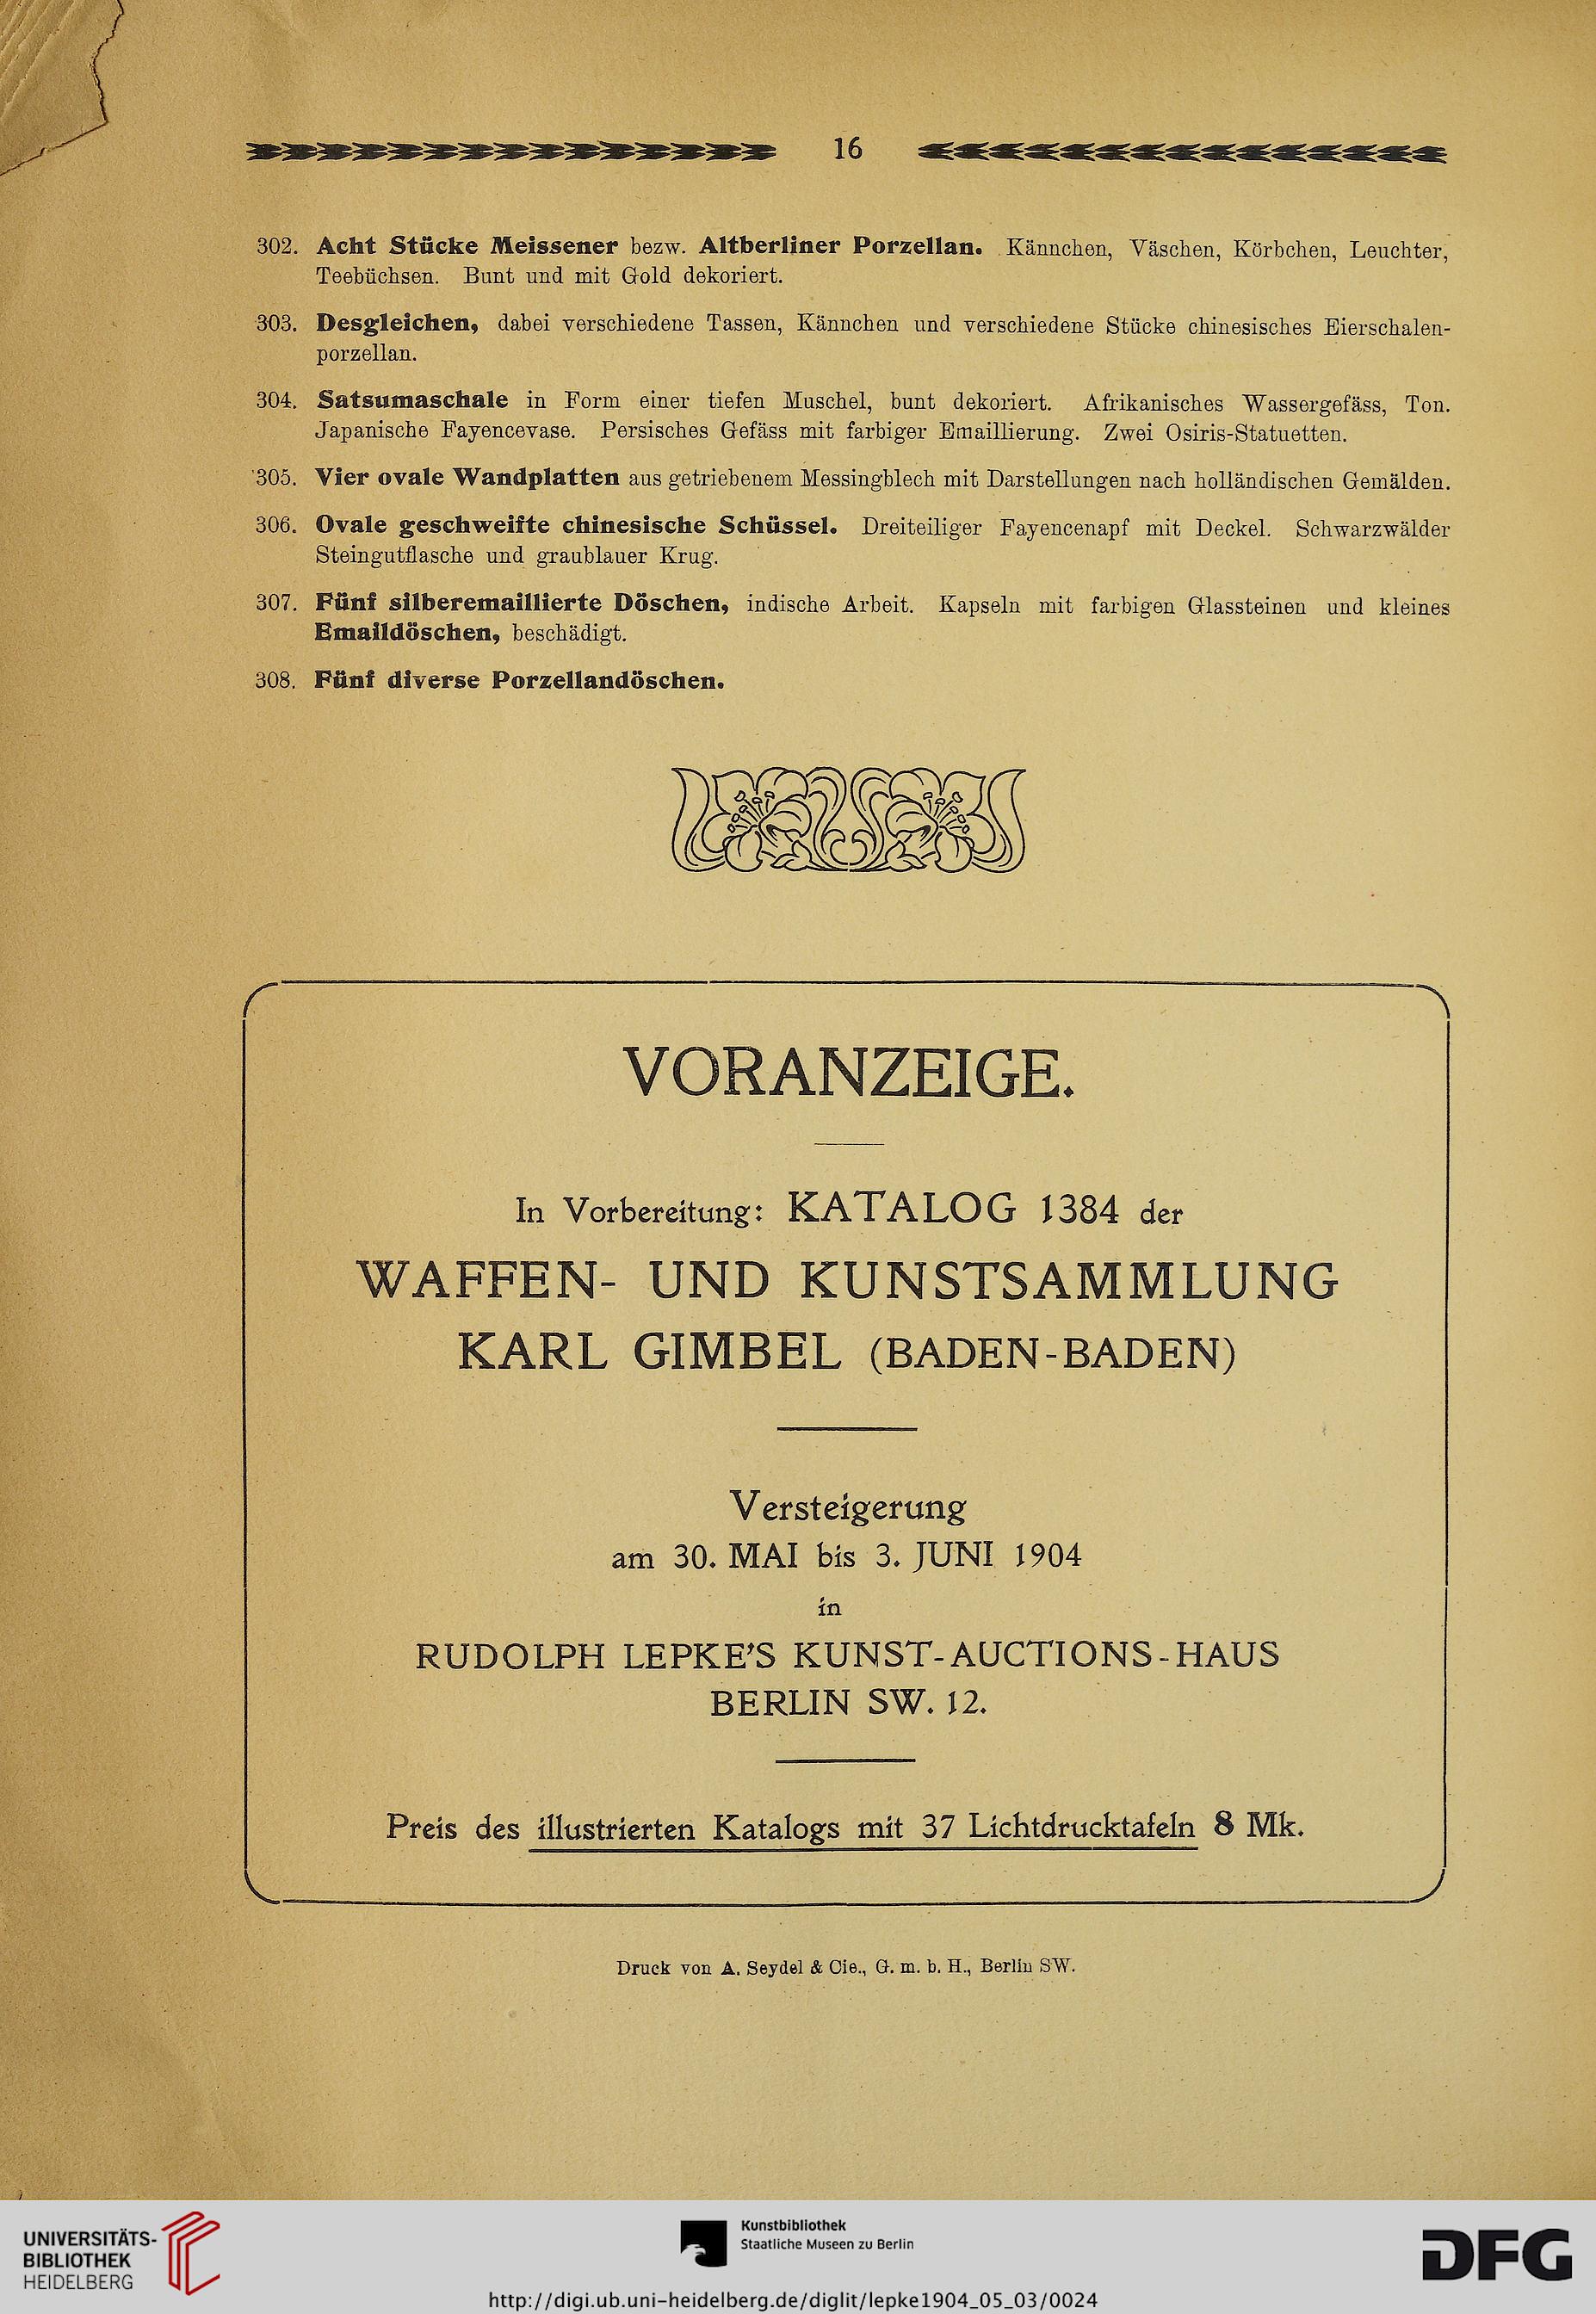 16
302. Acht Stücke Meissener bezw. Altberliner Porzellan. Kännchen, Väschen, Körbchen, Leuchter,
Teebüchsen. Bunt und mit Gold dekoriert.
303. Desgleichen, dabei verschiedene Tassen, Kännchen und verschiedene Stücke chinesisches Eierschalen-
porzellan.
304. Satsumaschale in Form einer tiefen Muschel, bunt dekoriert. Afrikanisches Wassergefäss, Ton.
Japanische Fayencevase. Persisches Gefäss mit farbiger Emaillierung. Zwei Osiris-Statuetten.
305. Vier ovale Wandplatten aus getriebenem Messingblech mit Darstellungen nach holländischen Gemälden.
306. Ovale geschweifte chinesische Schüssel. Dreiteiliger Fayencenapf mit Deckel. Schwarzwälder
Steingutflasche und graublauer Krug.
307. Fünf silberemaillierte Döschen, indische Arbeit. Kapseln mit farbigen Glassteinen und kleines
Emaildöschen, beschädigt.
308. Fünf diverse Porzellandöschen.
VORANZEIGE.
In Vorbereitung: KATALOG 1384 der
WAFFEN- UND KUNSTSAMMLUNG
KARL GIMBEL (BADEN-BADEN)
Versteigerung
am 30. MAI bis 3. JUNI 1904
in
RUDOLPH LEPKE'S KUNST-AUCTIONS-HAUS
BERLIN SW. 12.
Preis des illustrierten Katalogs mit 37 Lichtdrucktafeln 8 Mk.
Druck von A. Seydel & Cie., G. m. b. H., Berlin SW.
UNIVERSITÄTS-
BIBLIOTHEK
HEIDELBERG
Kunstbibliothek
Staatliche Museen zu Berlin
DFG
http://digi.ub.uni-heidelberg.de/diglit/lepke1904_05_03/0024